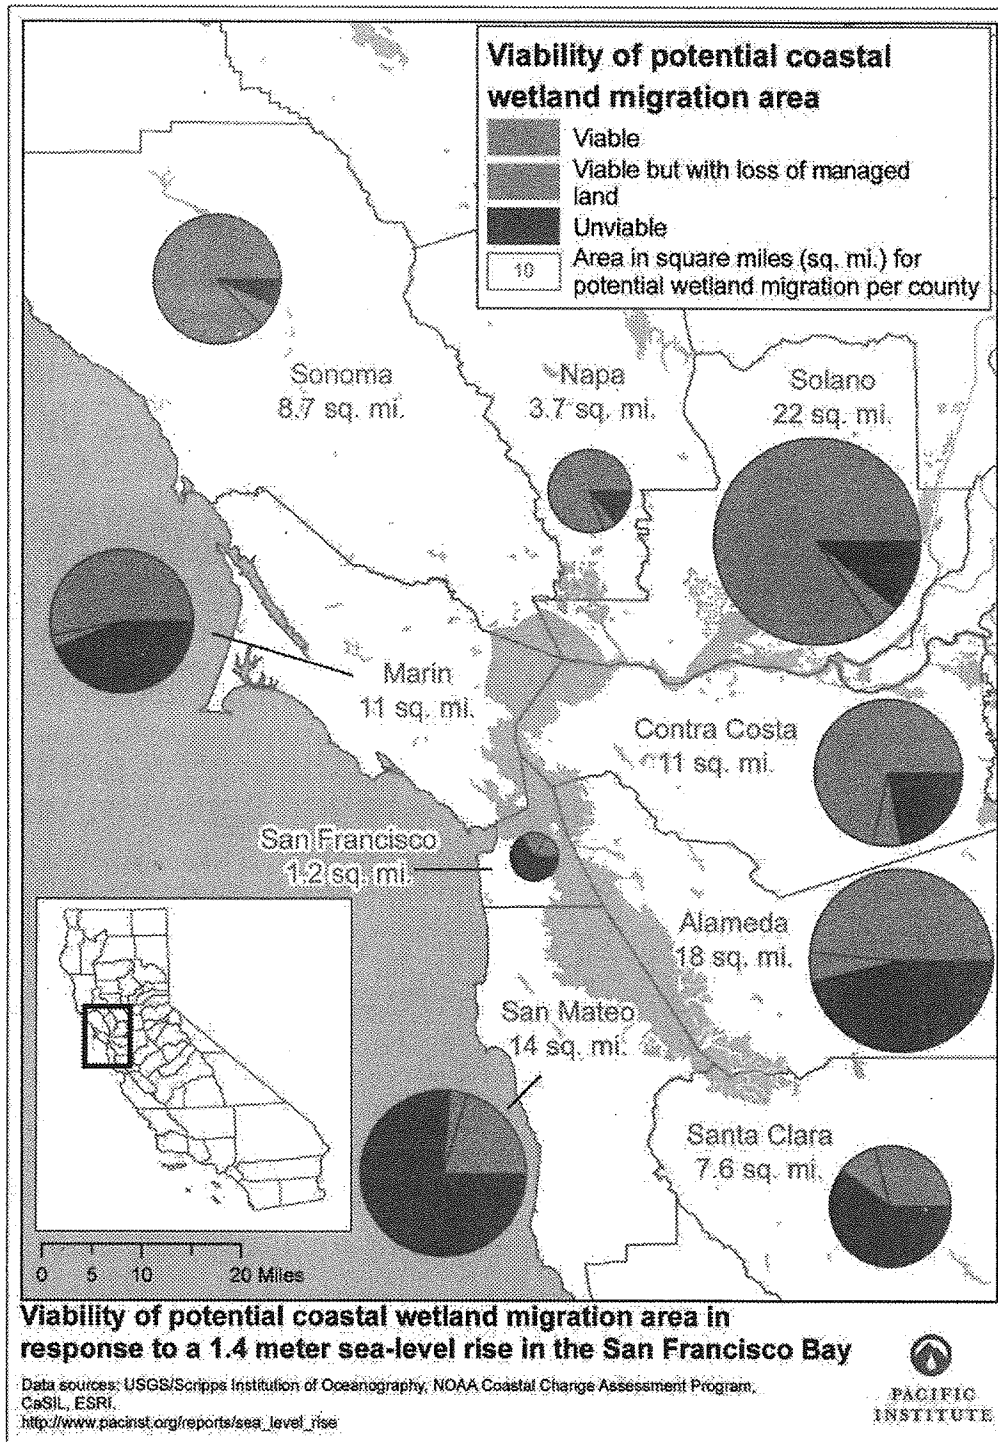 Viability of potential coastal
wetland migration area
Viable
Viable but with loss of managed
land
Unviable
10
Area in square miles (sq. mi.) for
potential wetland migration per county
Sonoma
8.7 sq. mi.
Napa
3.7 sq. mi.
Solano
22 sq. mi.
Marin
11 sq. mi.
Contra Costa
11 sq. mi.
San Francisco
1.2 sq. mi.
Alameda
18 sq. mi.
San Mateo
14 sq. mi.
Santa Clara
7.6 sq. mi.
0 5 10 20 Miles
Viability of potential coastal wetland migration area in
response to a 1.4 meter sea-level rise in the San Francisco Bay
Data sources: USGS/Scripps Institution of Oceanography, NOAA Coastal Change Assessment Program,
CaSIL, ESRI.
http://www.pacinst.org/reports/sea_level_rise
PACIFIC
INSTITUTE